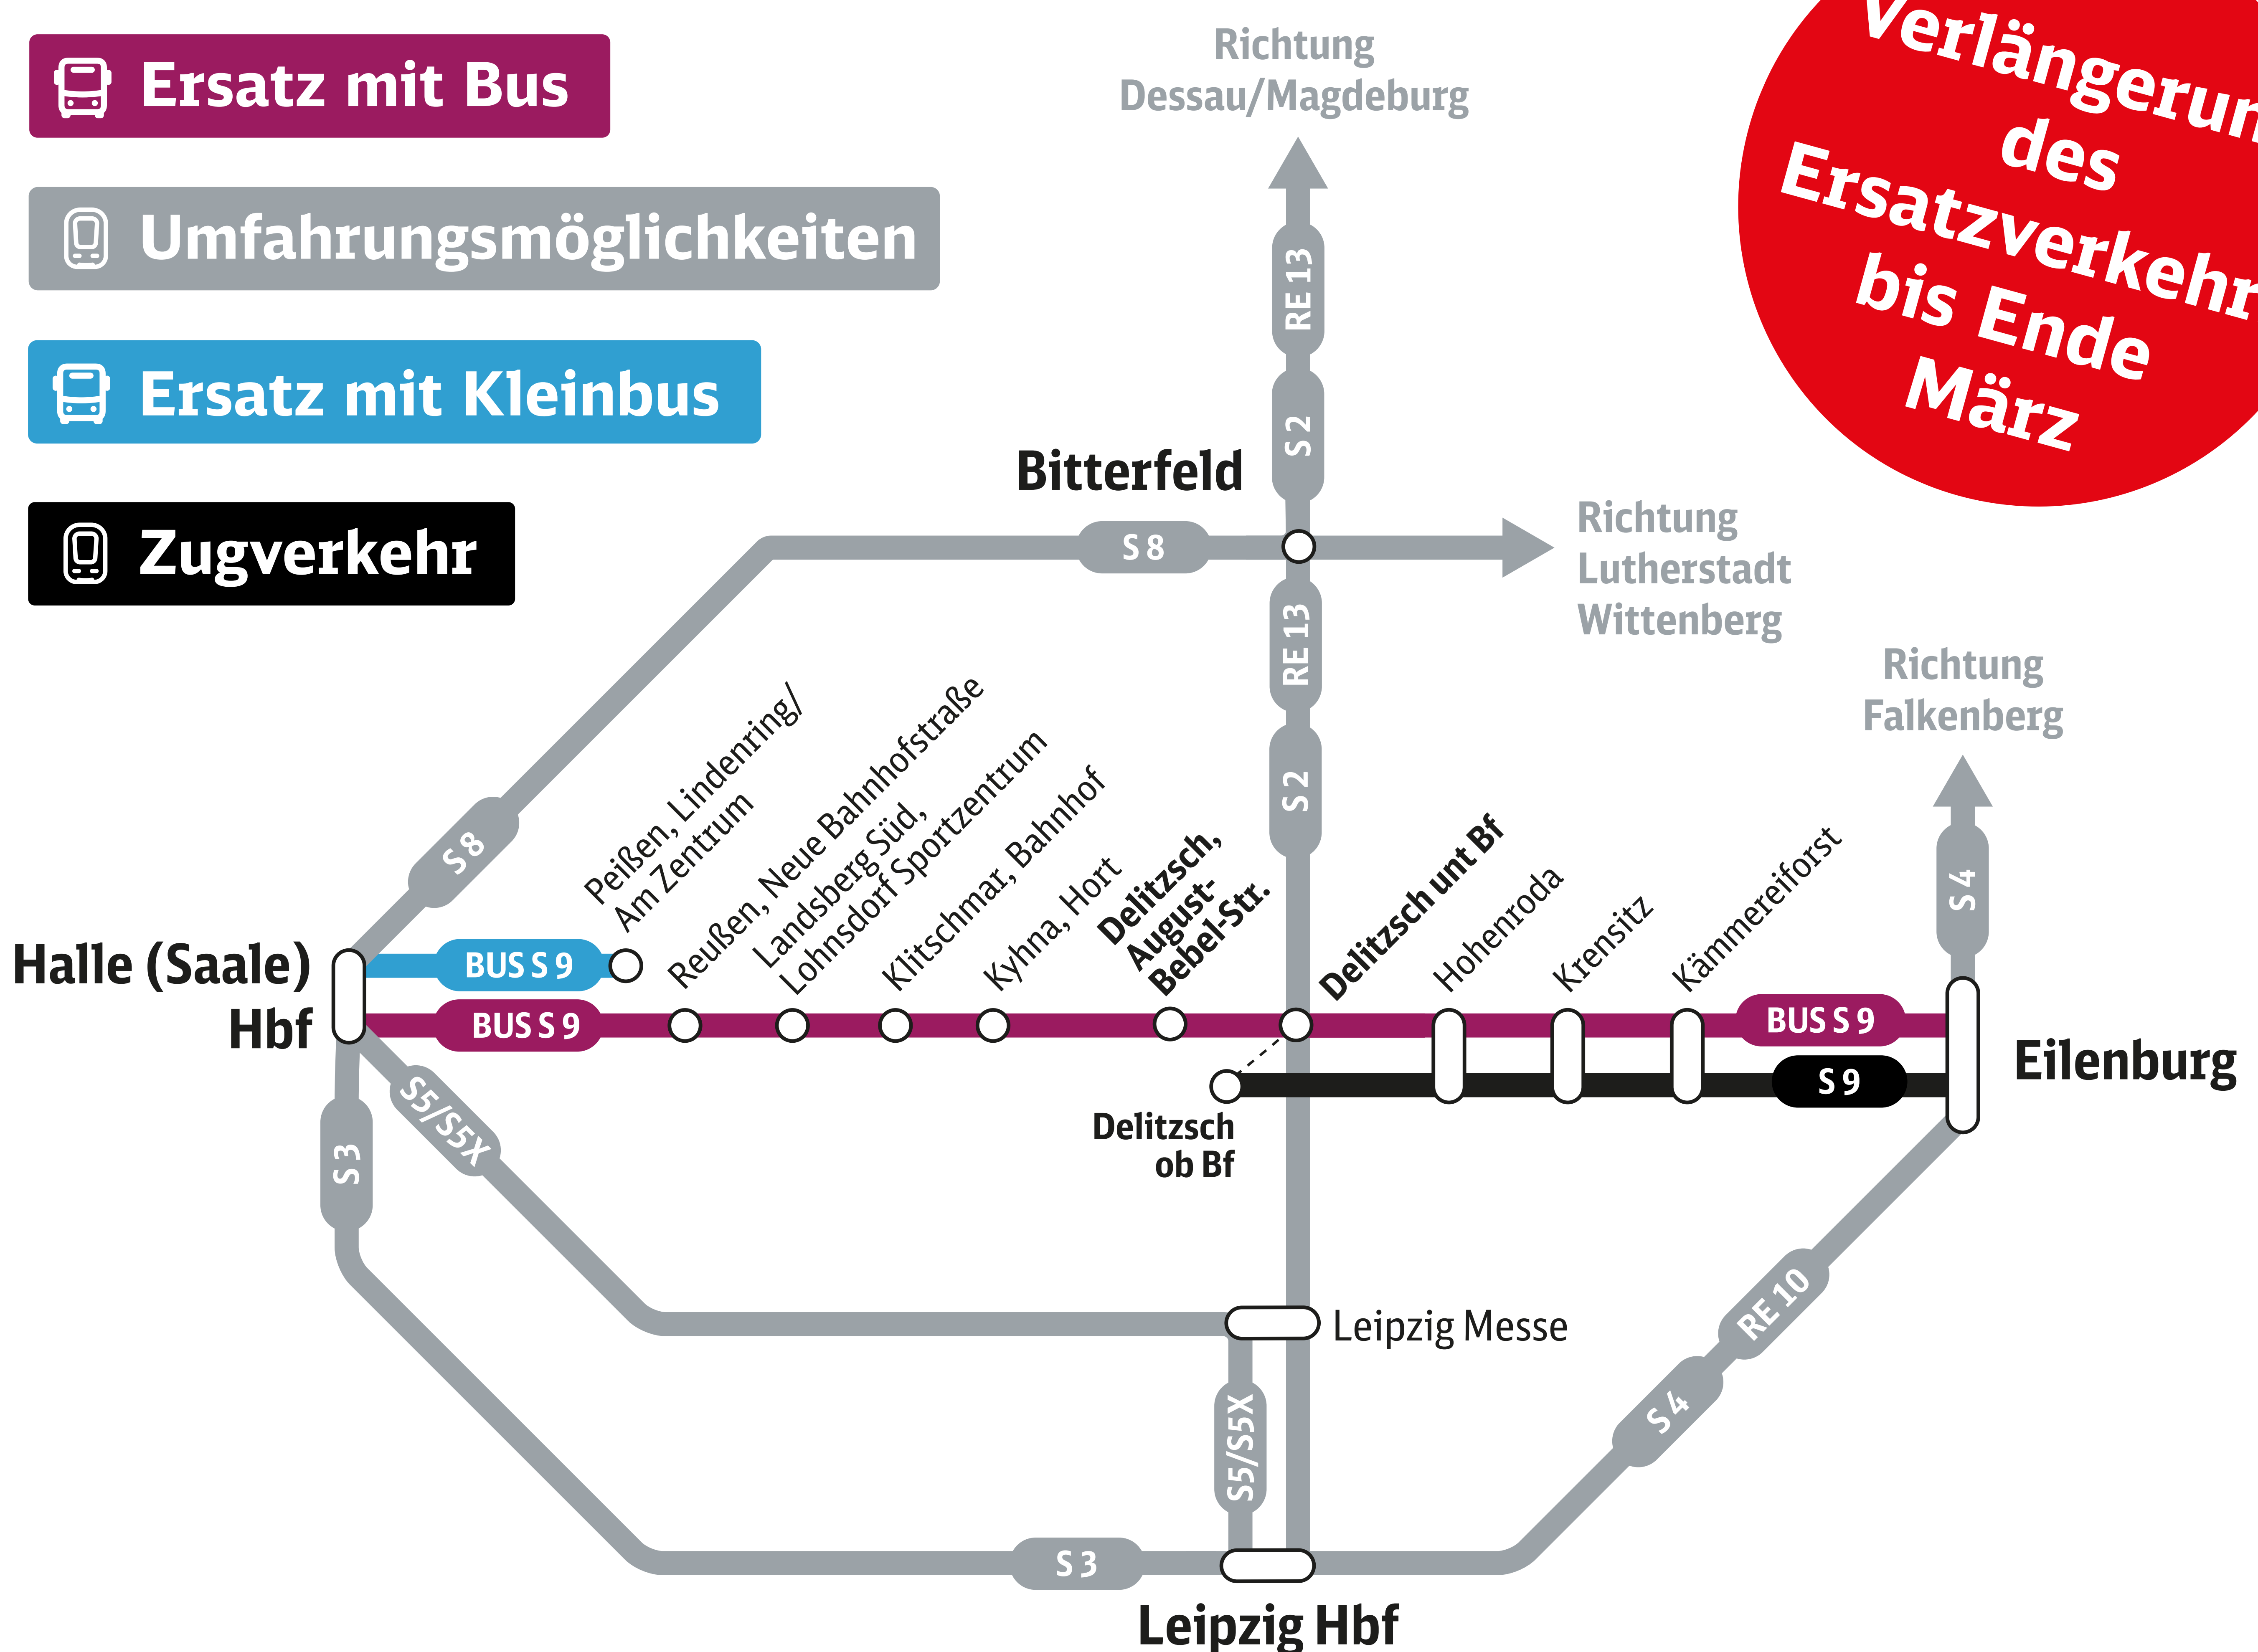 Ersatz mit Bus
Umfahrungsmöglichkeiten
Ersatz mit Kleinbus
Zugverkehr
Verlängerun
des
Ersatzverkehr
bis Ende
März
Richtung
Dessau/Magdeburg
RE 13
S 2
Bitterfeld
S 8
Richtung
Lutherstadt
Wittenberg
RE 13
S 2
Richtung
Falkenberg
S 4
S 8
Peißen, Lindenring/
Am Zentrum
Reußen, Neue Bahnhofstraße
Landsberg Süd,
Lohnsdorf Sportzentrum
Klitschmar, Bahnhof
Kyhna, Hort
Delitzsch,
August-
Bebel-Str.
Delitzsch unt Bf
Hohenroda
Krensitz
Kämmereiforst
Halle (Saale)
Hbf
BUS S 9
BUS S 9
BUS S 9
S 9
Eilenburg
Delitzsch
ob Bf
S 3
S5/S5X
Leipzig Messe
S5/S5X
RE 10
S 4
S 3
Leipzig Hbf